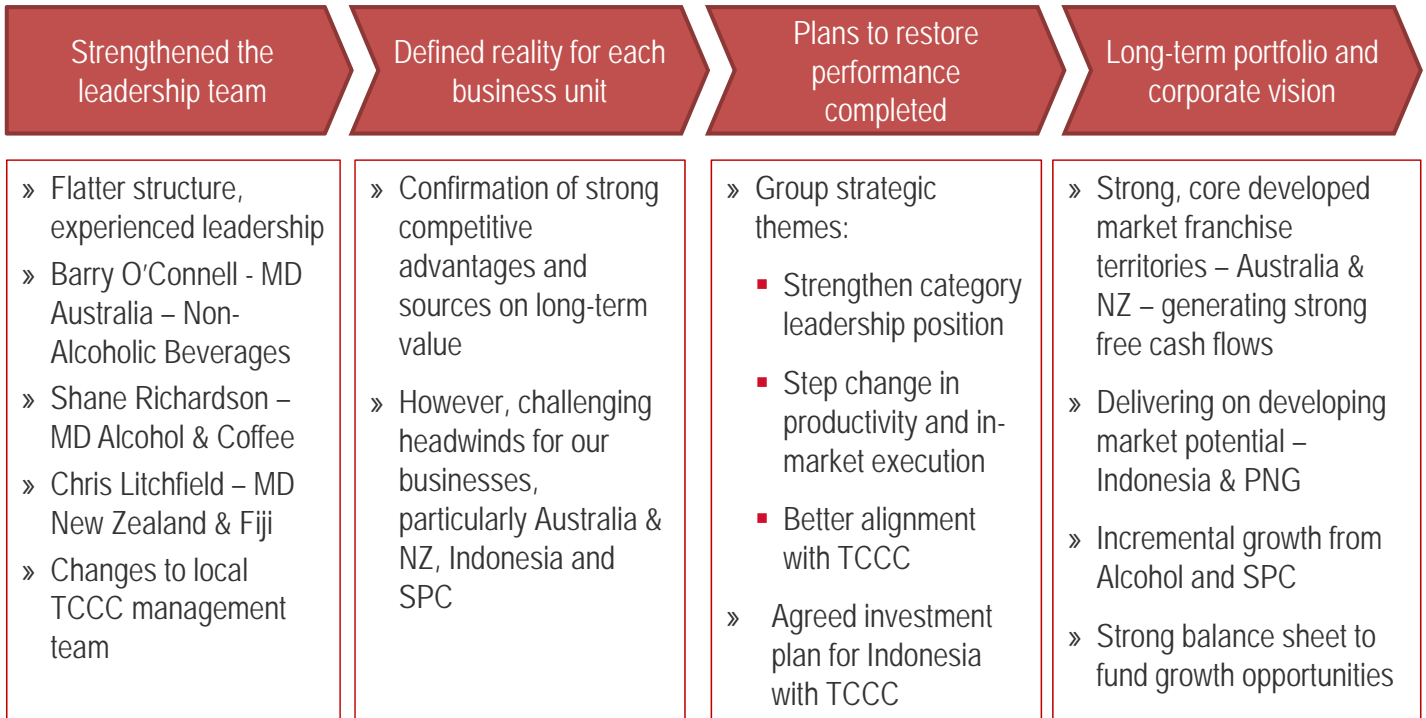 Strengthened the
leadership team
Defined reality for each
business unit
Plans to restore
performance
completed
Long-term portfolio and
corporate vision
» Flatter structure,
experienced leadership
» Barry O'Connell - MD
Australia – Non-
Alcoholic Beverages
» Shane Richardson –
MD Alcohol & Coffee
» Chris Litchfield – MD
New Zealand & Fiji
» Changes to local
TCCC management
team
» Confirmation of strong
competitive
advantages and
sources on long-term
value
» However, challenging
headwinds for our
businesses,
particularly Australia &
NZ, Indonesia and
SPC
» Group strategic
themes:
▪ Strengthen category
leadership position
▪ Step change in
productivity and in-
market execution
▪ Better alignment
with TCCC
» Agreed investment
plan for Indonesia
with TCCC
» Strong, core developed
market franchise
territories – Australia &
NZ – generating strong
free cash flows
» Delivering on developing
market potential –
Indonesia & PNG
» Incremental growth from
Alcohol and SPC
» Strong balance sheet to
fund growth opportunities